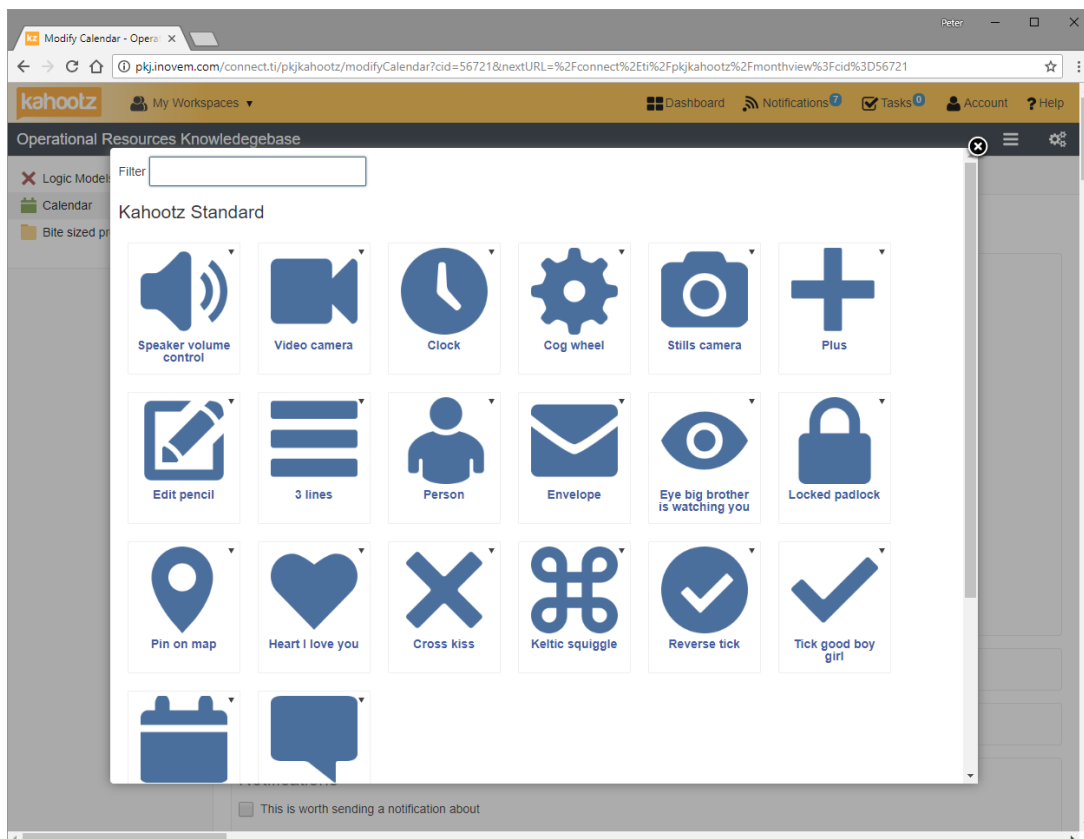 Peter
kz Modify Calendar - Opera
pkj.inovem.com/connect.ti/pkjkahootz/modifyCalendar?cid=56721&nextURL=%2Fconnect%2Eti%2Fpkjkahootz%2Fmonthview%3Fcid%3D56721
kahootz My Workspaces ▼ Dashboard Notifications 7 Tasks 0 Account ? Help
Operational Resources Knowledegebase
Logic Models
Calendar
Bite sized pr
Filter
Kahootz Standard
Speaker volume
control
Video camera
Clock
Cog wheel
Stills camera
Plus
Edit pencil
3 lines
Person
Envelope
Eye big brother
is watching you
Locked padlock
Pin on map
Heart I love you
Cross kiss
Keltic squiggle
Reverse tick
Tick good boy
girl
Notifications
This is worth sending a notification about